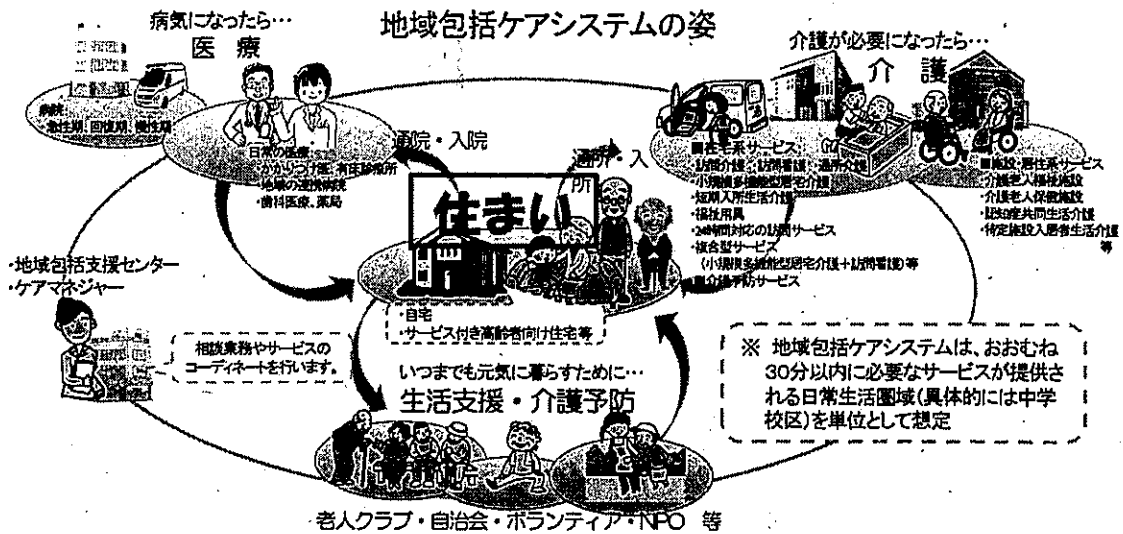 地域包括ケアシステムの姿
病気になったら…
医 療
病院
急性期、回復期、慢性期
日常の医療
・かかりつけ医、有床診療所
・地域の連携病院
・歯科医療、薬局
通院・入院
介護が必要になったら…
介 護
通所・入
所
■在宅系サービス
・訪問介護・訪問看護・通所介護
・小規模多機能型居宅介護
・短期入所生活介護
・福祉用具
・24時間対応の訪問サービス
・複合型サービス
(小規模多機能型居宅介護+訪問看護)等
■介護予防サービス
■施設・居住系サービス
・介護老人福祉施設
・介護老人保健施設
・認知症共同生活介護
・特定施設入居者生活介護
等
住まい
・自宅
・サービス付き高齢者向け住宅等
・地域包括支援センター
・ケアマネジャー
相談業務やサービスの
コーディネートを行います。
いつまでも元気に暮らすために…
生活支援・介護予防
老人クラブ・自治会・ボランティア・NPO 等
※ 地域包括ケアシステムは、おおむね
30分以内に必要なサービスが提供さ
れる日常生活圏域(具体的には中学
校区)を単位として想定